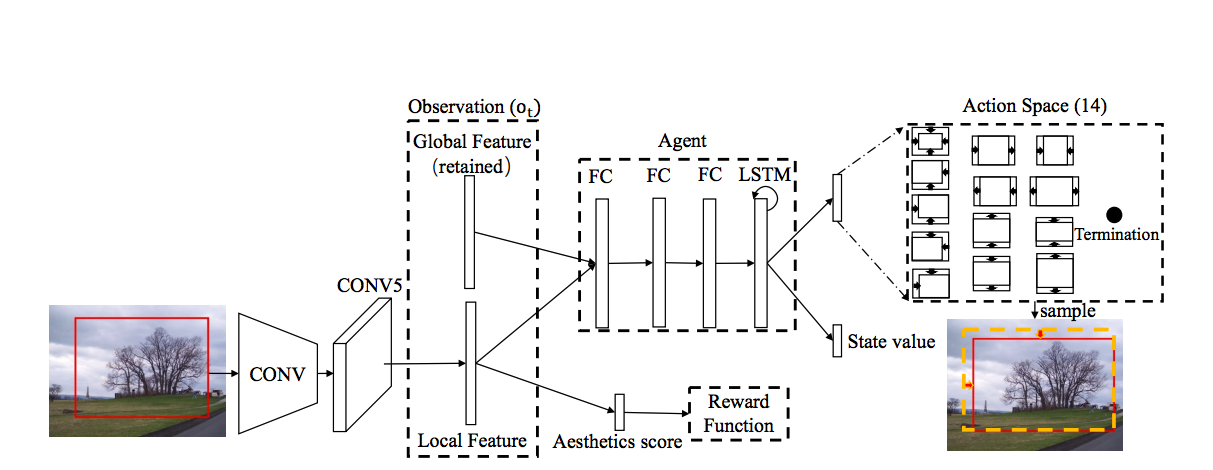 Observation (oₜ)
Global Feature
(retained)
Local Feature
CONV
CONV5
Agent
FC
FC
FC
LSTM
State value
Aesthetics score
Reward
Function
Action Space (14)
Termination
sample